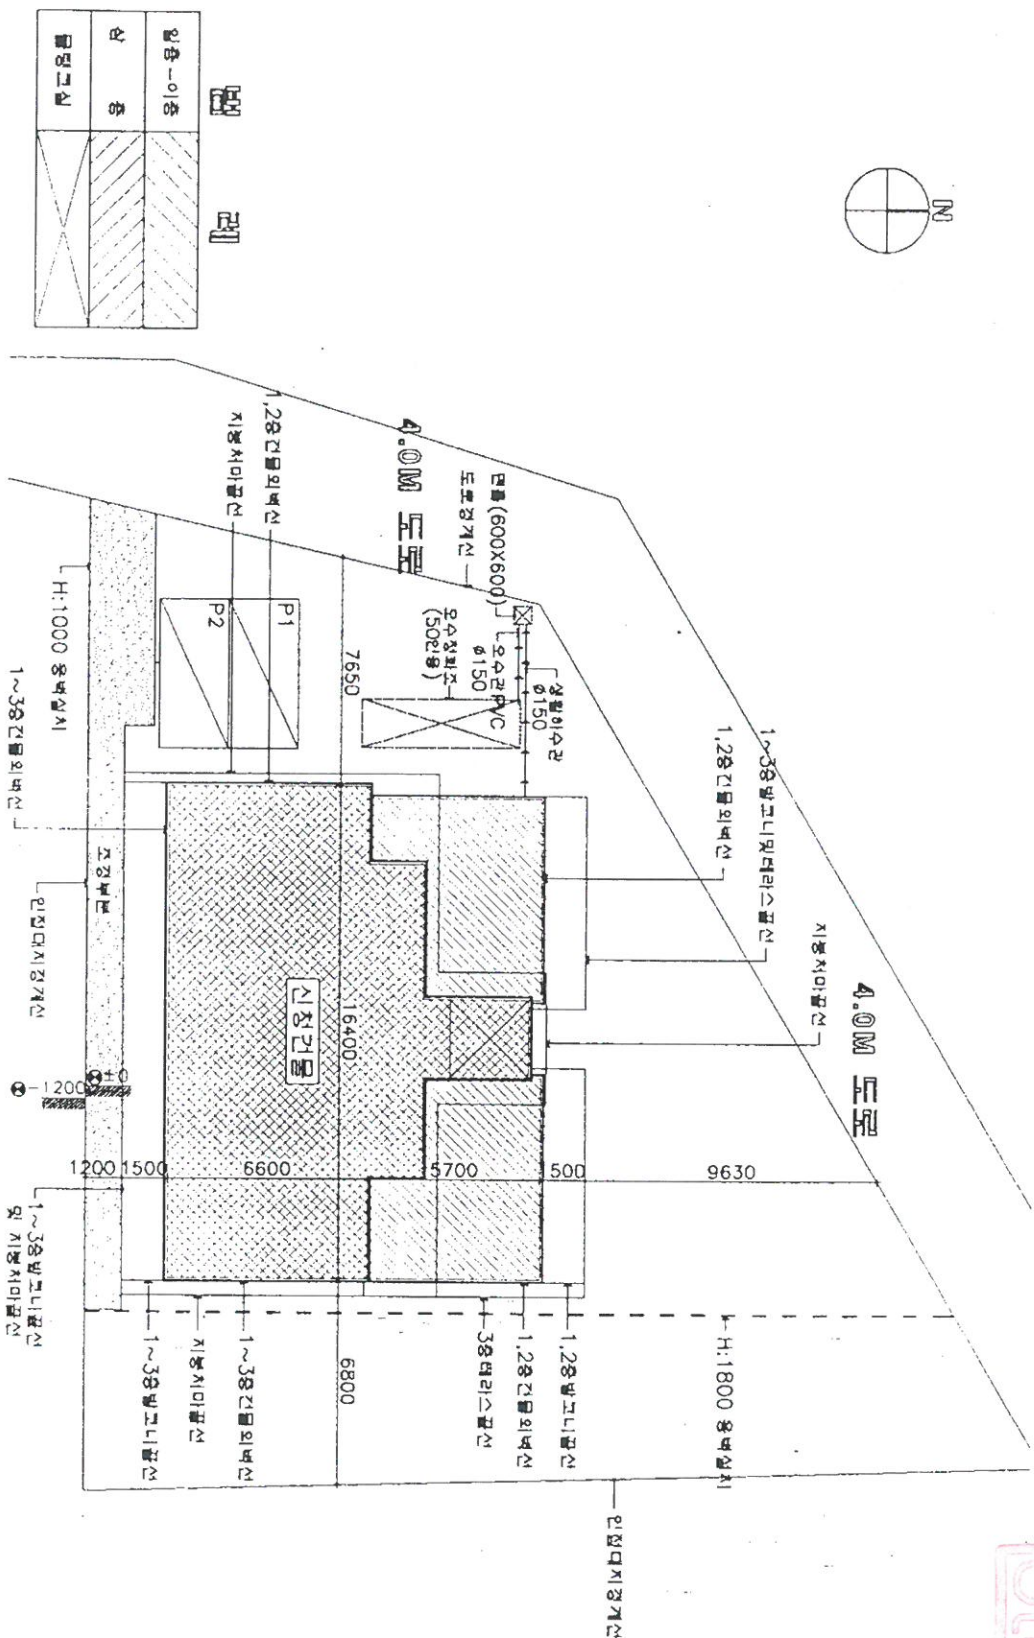 N
범 례
일층-이층
삼 층
물탱크실
4.0M 도로
1,2층건물외벽선
지붕처마끝선
맨홀(600X600)
도로경계선
오수관PVC
ø150
오수정화조
(50인용)
생활하수관
ø150
P1
P2
7650
H:1000 옹벽설치
1~3층건물외벽선
조경부분
인접대지경계선
1~3층발코니및테라스끝선
1,2층건물외벽선
지붕처마끝선
4.0M 도로
신청건물
16400
±0
-1200
1200
1500
6600
5700
500
9630
1~3층발코니끝선
및 지붕처마끝선
1~3층발코니끝선
지붕처마끝선
1~3층건물외벽선
6800
3층테라스끝선
1,2층건물외벽선
1,2층발코니끝선
H:1800 옹벽설치
인접대지경계선